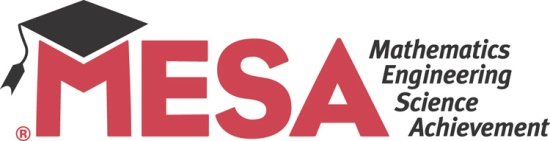 ® MESA
Mathematics
Engineering
Science
Achievement